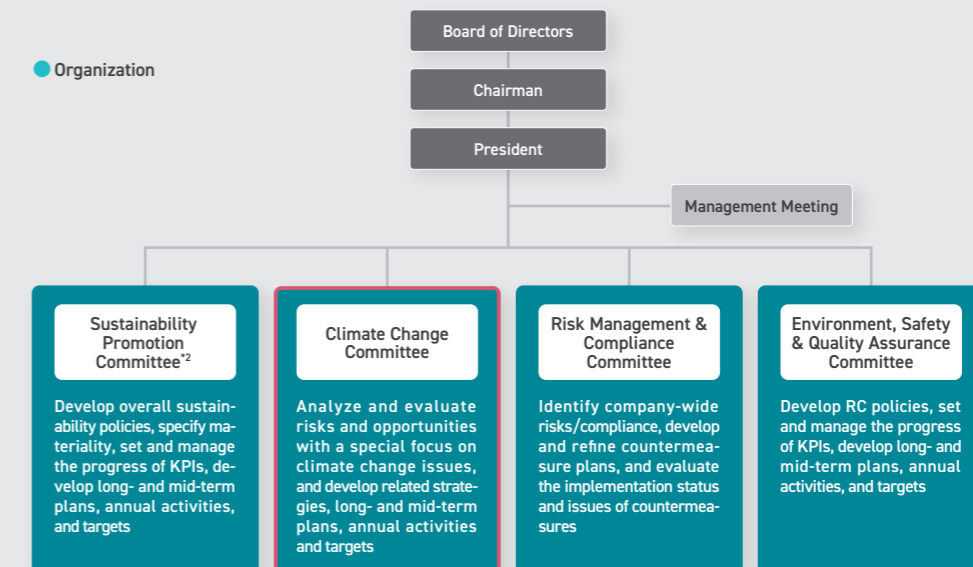 Board of Directors
Organization
Chairman
President
Management Meeting
Sustainability
Promotion
Committee*2
Develop overall sustain-
ability policies, specify ma-
teriality, set and manage
the progress of KPIs, de-
velop long- and mid-term
plans, annual activities,
and targets
Climate Change
Committee
Analyze and evaluate
risks and opportunities
with a special focus on
climate change issues,
and develop related strate-
gies, long- and mid-term
plans, annual activities
and targets
Risk Management &
Compliance
Committee
Identify company-wide
risks/compliance, develop
and refine countermea-
sure plans, and evaluate
the implementation status
and issues of countermea-
sures
Environment, Safety
& Quality Assurance
Committee
Develop RC policies, set
and manage the progress
of KPIs, develop long- and
mid-term plans, annual
activities, and targets